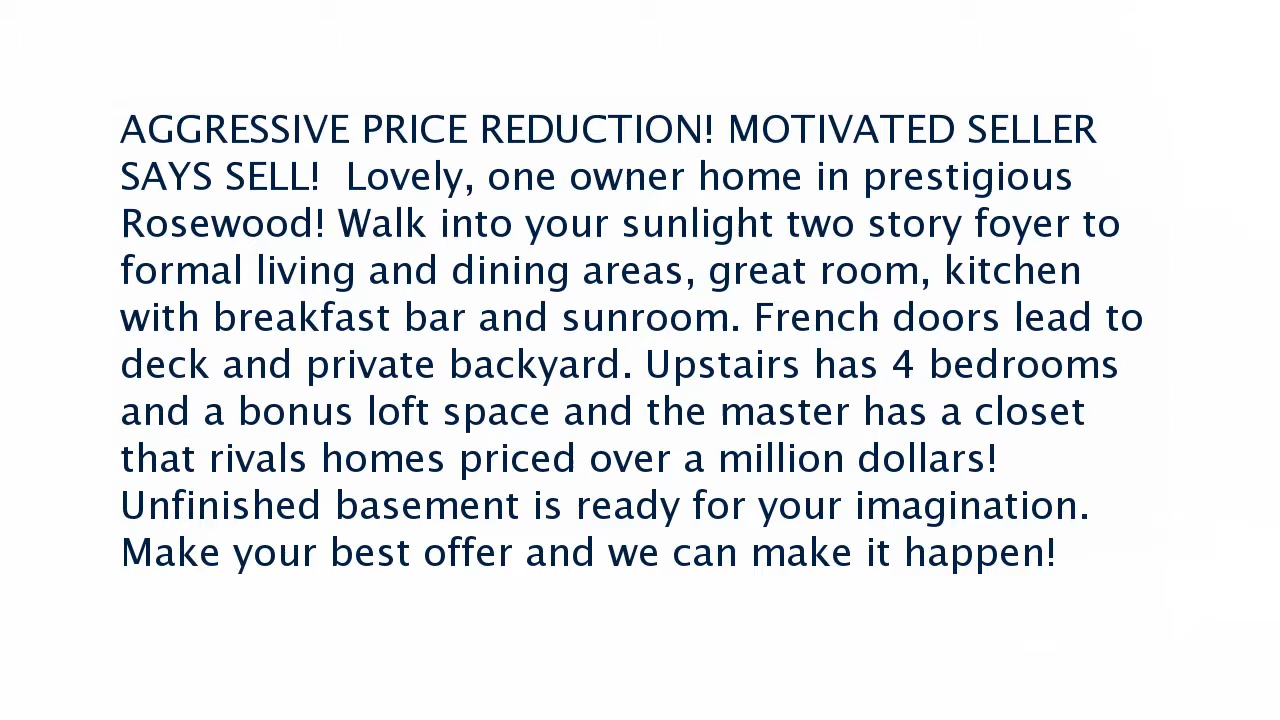 AGGRESSIVE PRICE REDUCTION! MOTIVATED SELLER
SAYS SELL!  Lovely, one owner home in prestigious
Rosewood! Walk into your sunlight two story foyer to
formal living and dining areas, great room, kitchen
with breakfast bar and sunroom. French doors lead to
deck and private backyard. Upstairs has 4 bedrooms
and a bonus loft space and the master has a closet
that rivals homes priced over a million dollars!
Unfinished basement is ready for your imagination.
Make your best offer and we can make it happen!